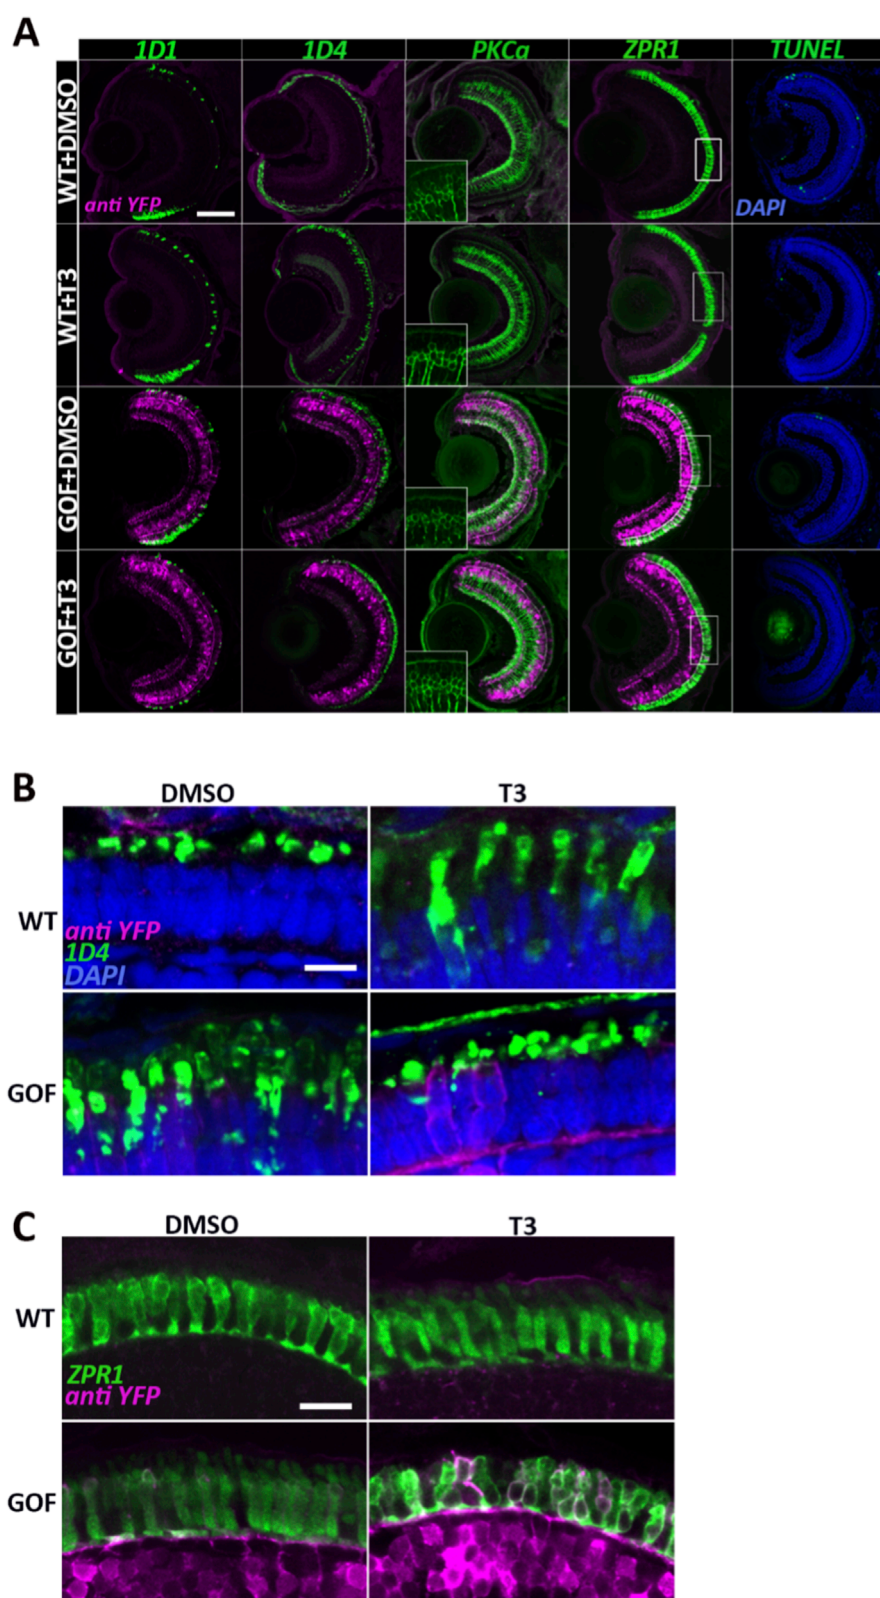 A
1D1 1D4 PKCa ZPR1 TUNEL
WT+DMSO
anti YFP
DAPI
WT+T3
GOF+DMSO
GOF+T3
B
DMSO T3
WT
anti YFP
1D4
DAPI
GOF
C
DMSO T3
WT
ZPR1
anti YFP
GOF